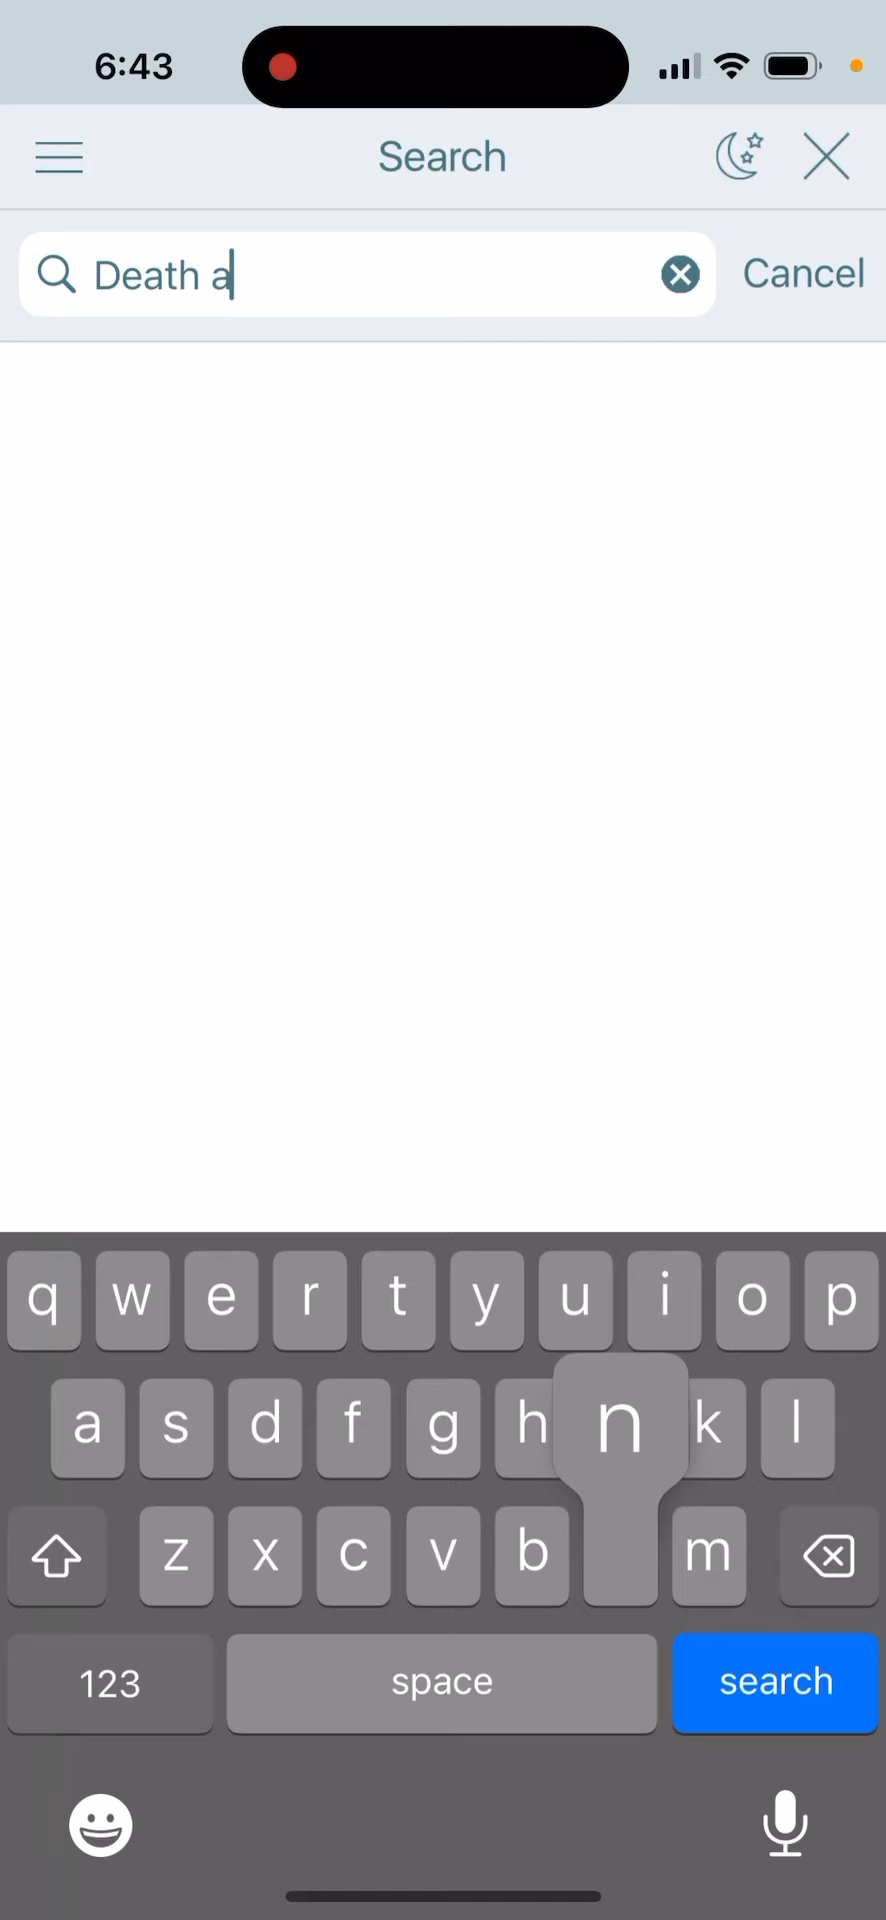 6:43
Search
Death a
Cancel
q w e r t y u i o p
a s d f g h n k l
z x c v b m
123 space search